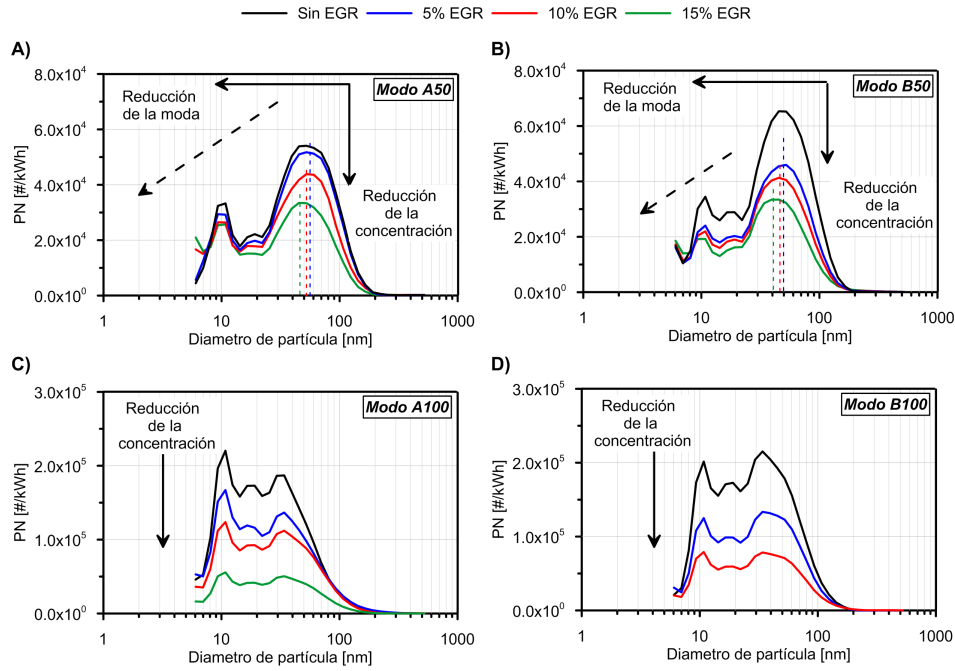 Sin EGR 5% EGR 10% EGR 15% EGR
A)
Modo A50
Reducción
de la moda
Reducción
de la
concentración
PN [#/kWh]
8.0x10⁴
6.0x10⁴
4.0x10⁴
2.0x10⁴
0.0x10⁰
1 10 100 1000
Diametro de partícula [nm]
B)
Modo B50
Reducción
de la moda
Reducción
de la
concentración
PN [#/kWh]
8.0x10⁴
6.0x10⁴
4.0x10⁴
2.0x10⁴
0.0x10⁰
1 10 100 1000
Diametro de partícula [nm]
C)
Modo A100
Reducción
de la
concentración
PN [#/kWh]
3.0x10⁵
2.0x10⁵
1.0x10⁵
0.0x10⁰
1 10 100 1000
Diametro de partícula [nm]
D)
Modo B100
Reducción
de la
concentración
PN [#/kWh]
3.0x10⁵
2.0x10⁵
1.0x10⁵
0.0x10⁰
1 10 100 1000
Diametro de partícula [nm]